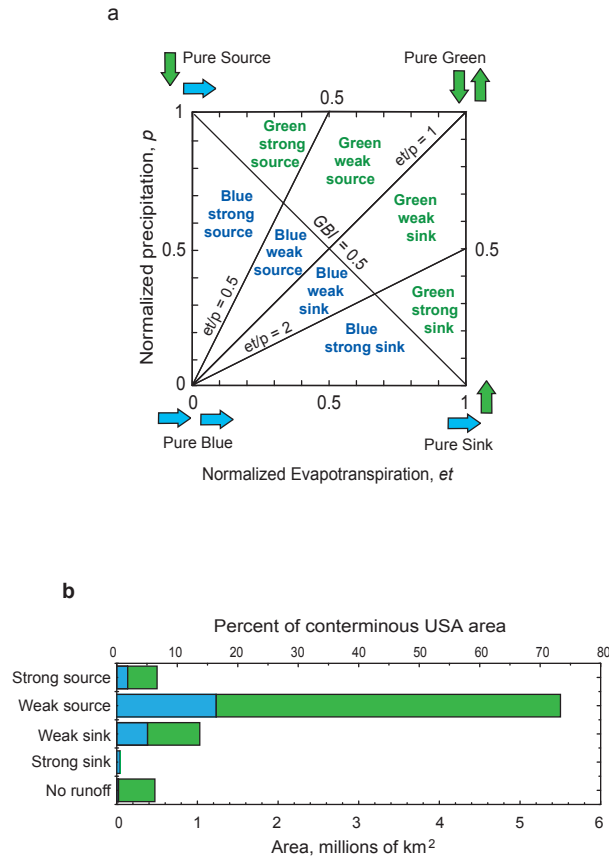 a
Pure Source
Pure Green
1
0.5
1
Green
strong
source
Green
weak
source
et/p = 1
Green
weak
sink
Blue
strong
source
Normalized precipitation, p
0.5
Blue
weak
source
GBI = 0.5
Blue
weak
sink
0.5
et/p = 0.5
et/p = 2
Green
strong
sink
Blue
strong sink
0
0
0.5
1
Pure Blue
Pure Sink
Normalized Evapotranspiration, et
b
Percent of conterminous USA area
0 10 20 30 40 50 60 70 80
Strong source
Weak source
Weak sink
Strong sink
No runoff
0 1 2 3 4 5 6
Area, millions of km²